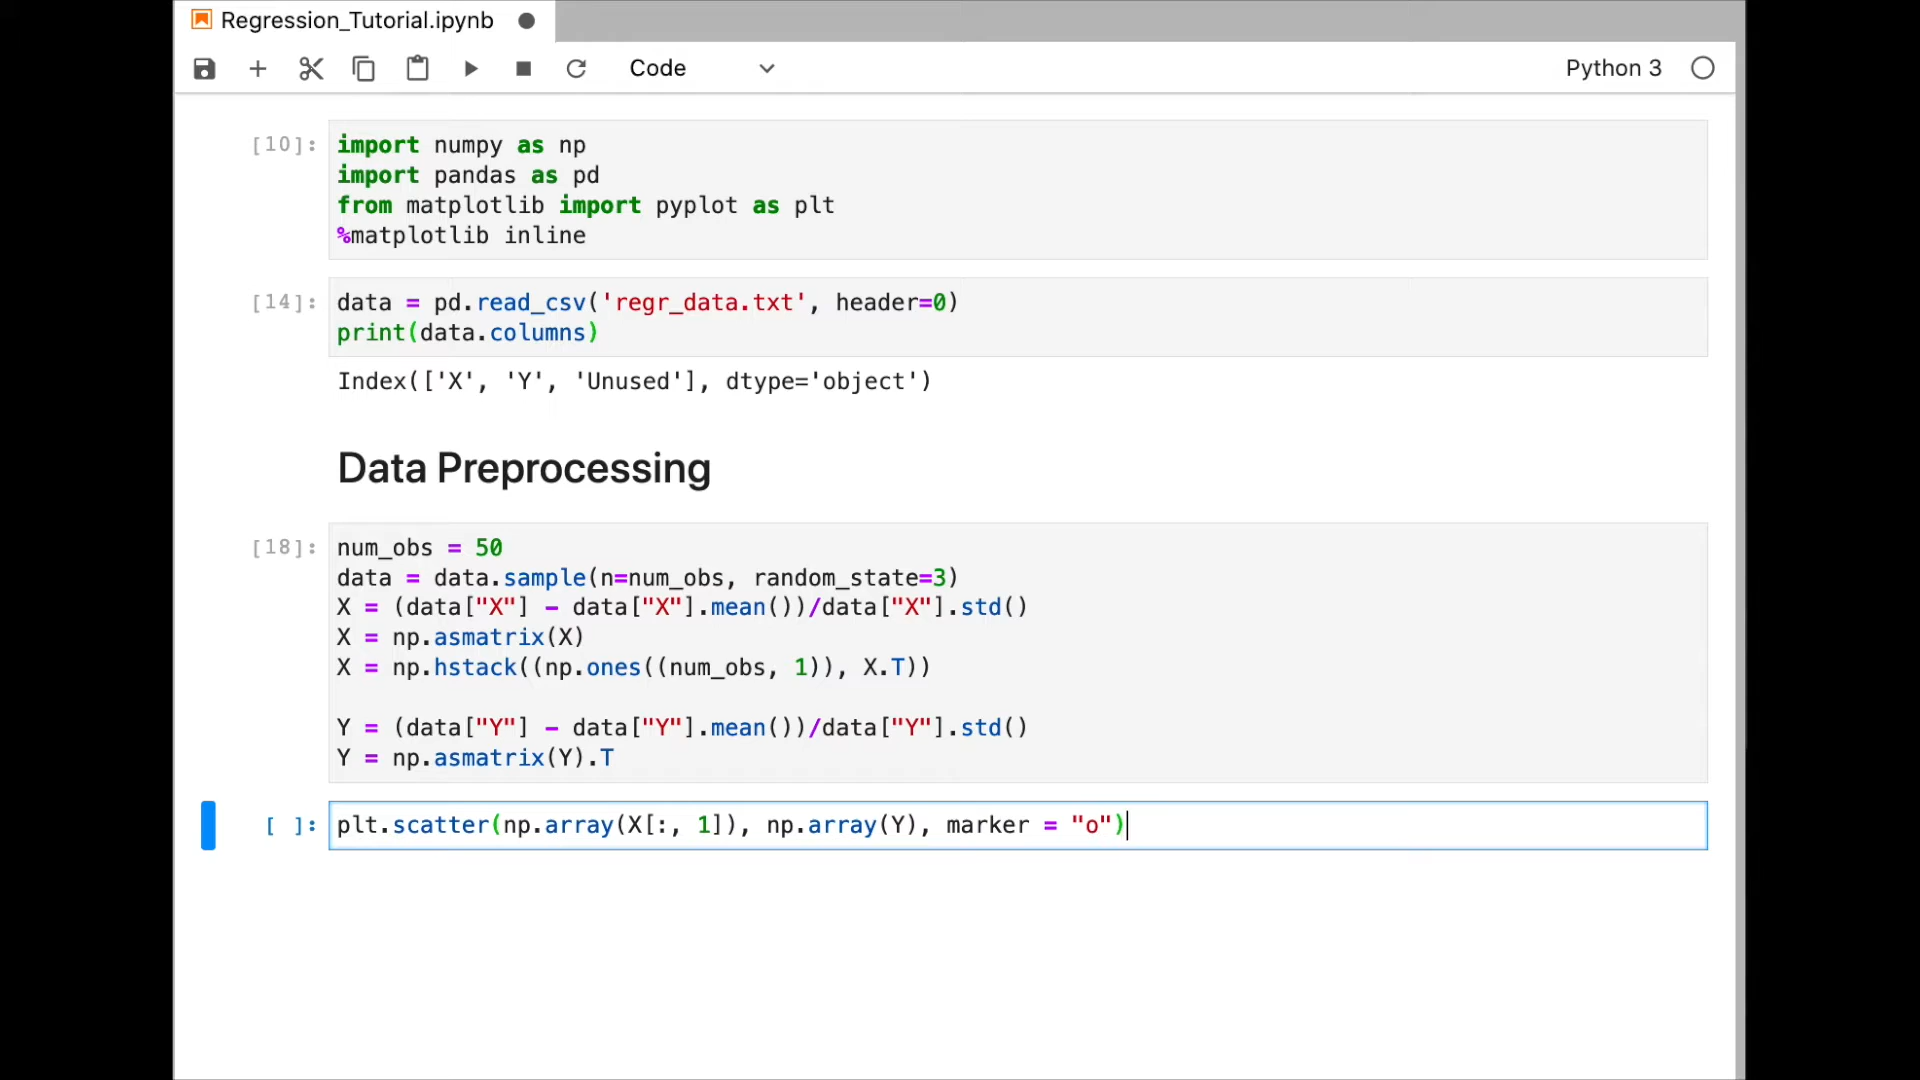 Regression_Tutorial.ipynb
Code
Python 3
[10]:
import numpy as np
import pandas as pd
from matplotlib import pyplot as plt
%matplotlib inline
[14]:
data = pd.read_csv('regr_data.txt', header=0)
print(data.columns)
Index(['X', 'Y', 'Unused'], dtype='object')
Data Preprocessing
[18]:
num_obs = 50
data = data.sample(n=num_obs, random_state=3)
X = (data["X"] - data["X"].mean())/data["X"].std()
X = np.asmatrix(X)
X = np.hstack((np.ones((num_obs, 1)), X.T))
Y = (data["Y"] - data["Y"].mean())/data["Y"].std()
Y = np.asmatrix(Y).T
[ ]:
plt.scatter(np.array(X[:, 1]), np.array(Y), marker = "o")